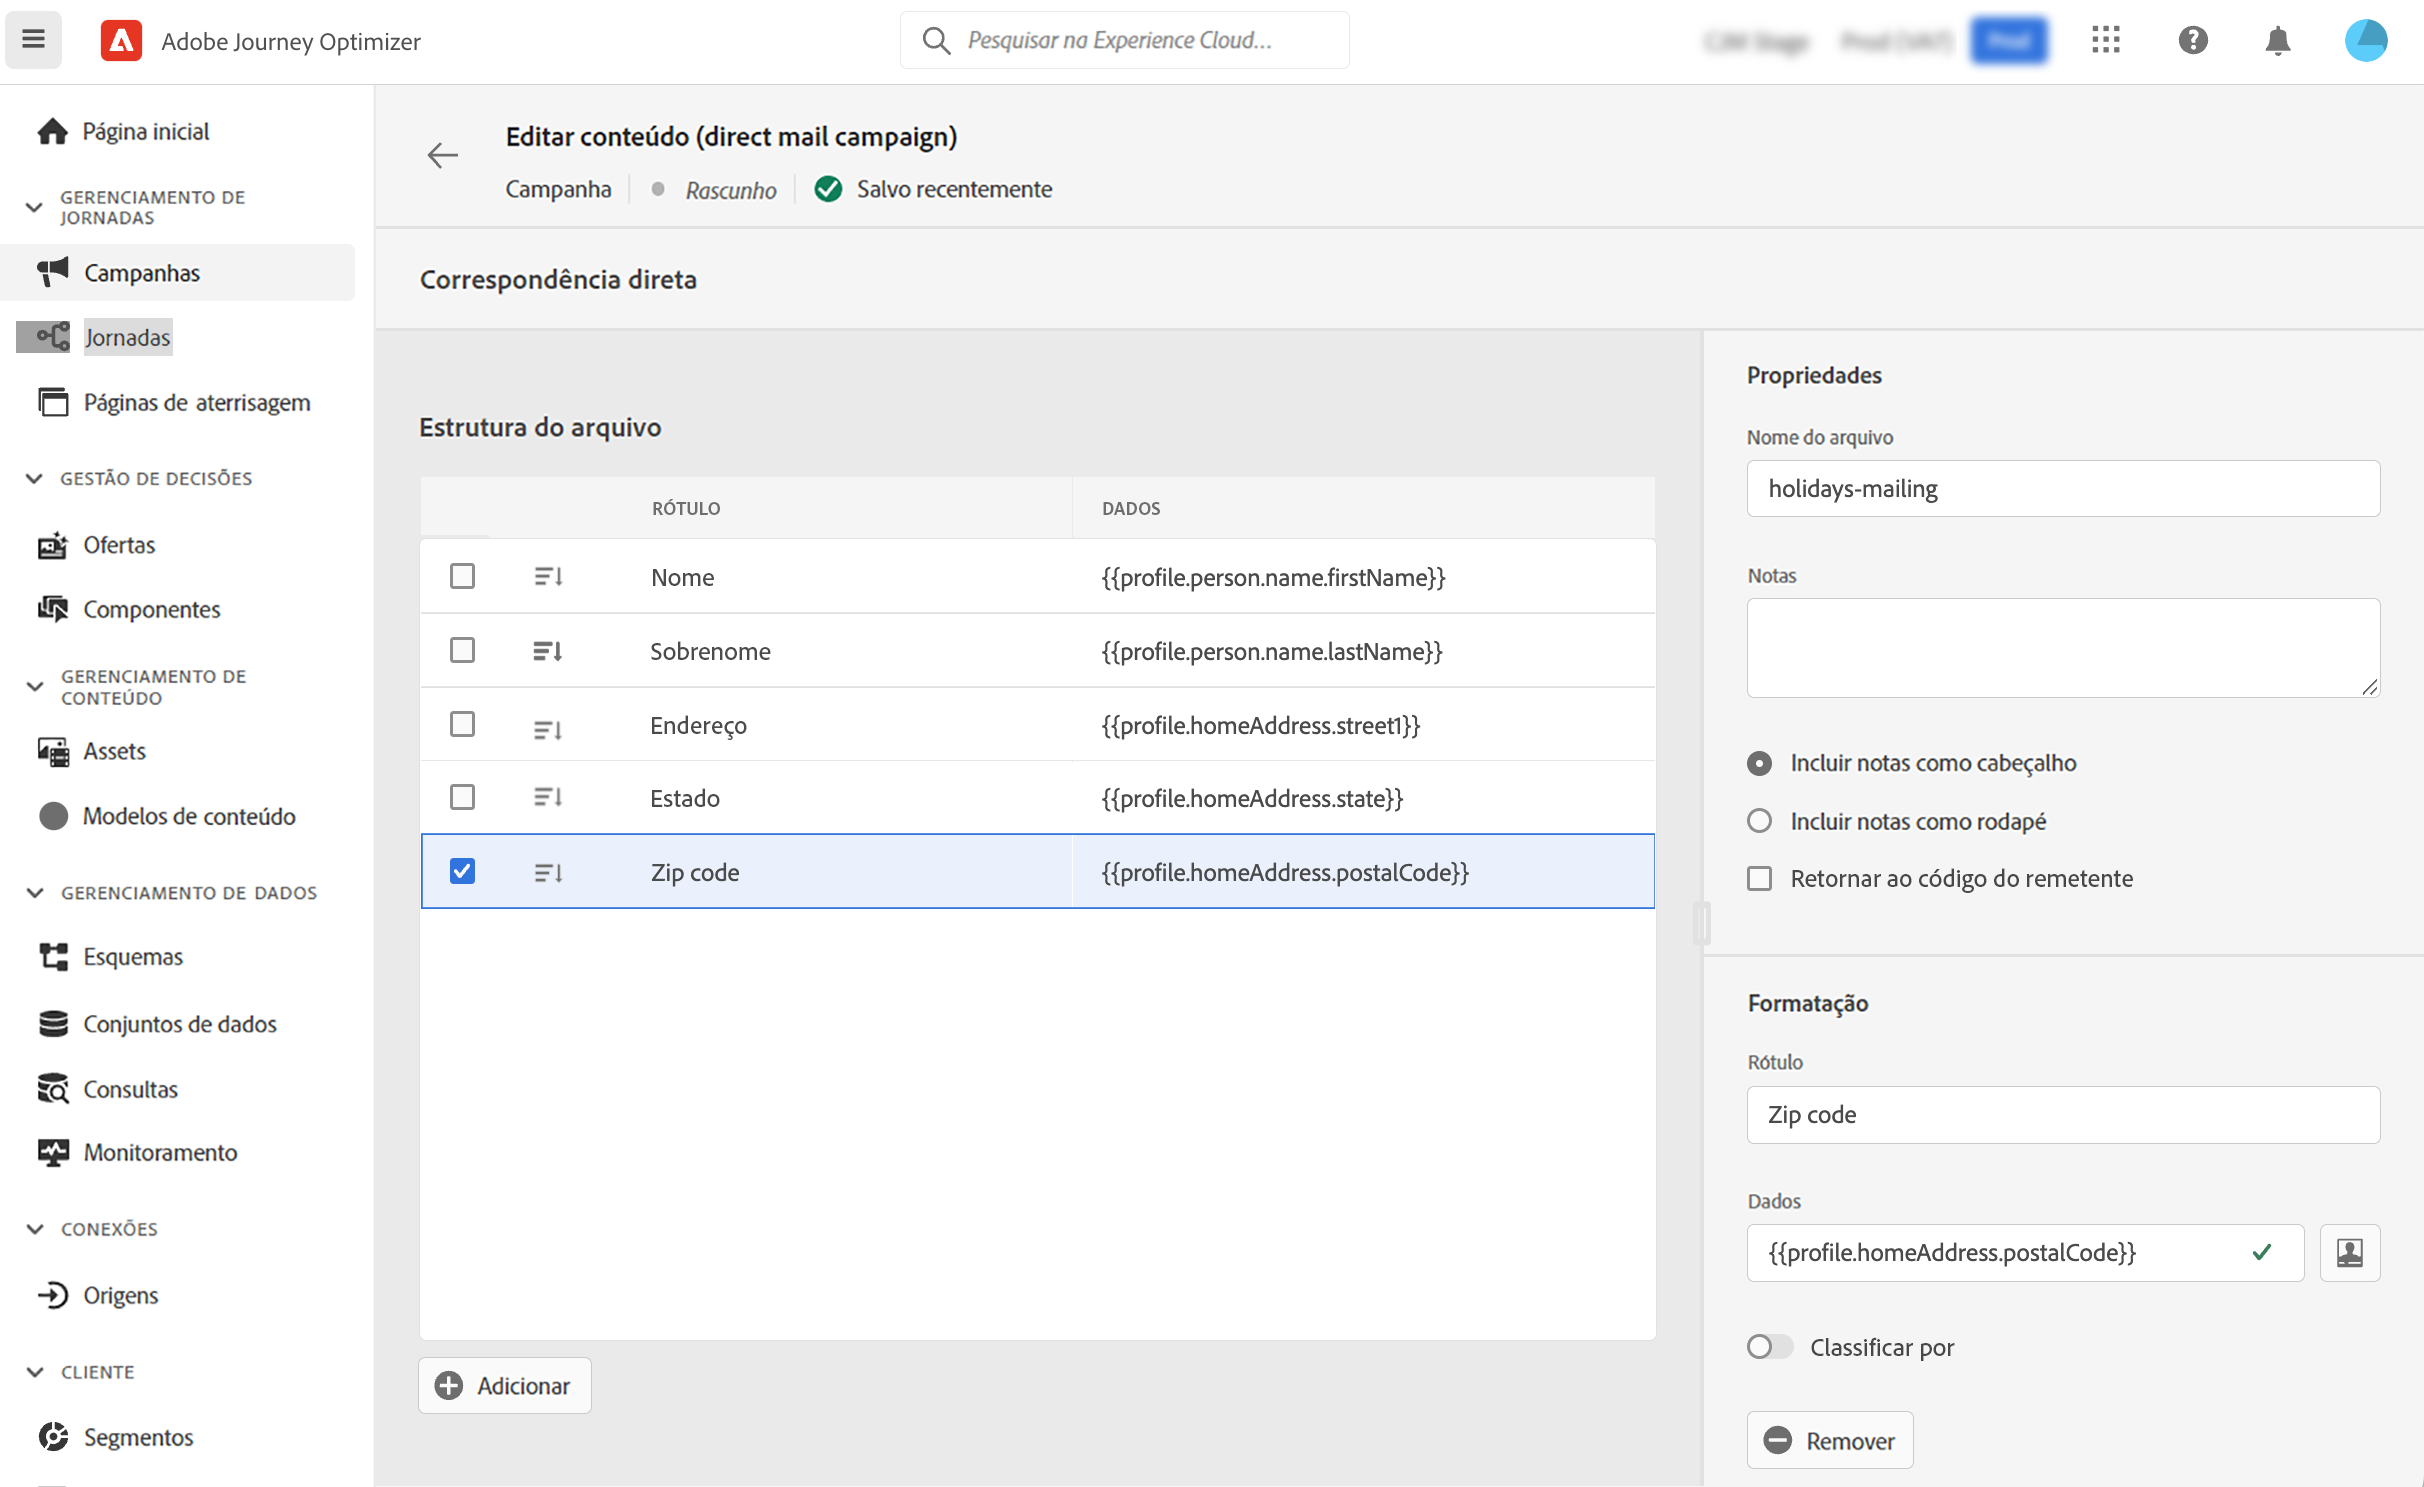 Adobe Journey Optimizer
Pesquisar na Experience Cloud...
Página inicial
GERENCIAMENTO DE
JORNADAS
Campanhas
Jornadas
Páginas de aterrisagem
GESTÃO DE DECISÕES
Ofertas
Componentes
GERENCIAMENTO DE
CONTEÚDO
Assets
Modelos de conteúdo
GERENCIAMENTO DE DADOS
Esquemas
Conjuntos de dados
Consultas
Monitoramento
CONEXÕES
Origens
CLIENTE
Segmentos
Editar conteúdo (direct mail campaign)
Campanha Rascunho Salvo recentemente
Correspondência direta
Estrutura do arquivo
RÓTULO DADOS
Nome {{profile.person.name.firstName}}
Sobrenome {{profile.person.name.lastName}}
Endereço {{profile.homeAddress.street1}}
Estado {{profile.homeAddress.state}}
Zip code {{profile.homeAddress.postalCode}}
Adicionar
Propriedades
Nome do arquivo
holidays-mailing
Notas
Incluir notas como cabeçalho
Incluir notas como rodapé
Retornar ao código do remetente
Formatação
Rótulo
Zip code
Dados
{{profile.homeAddress.postalCode}}
Classificar por
Remover